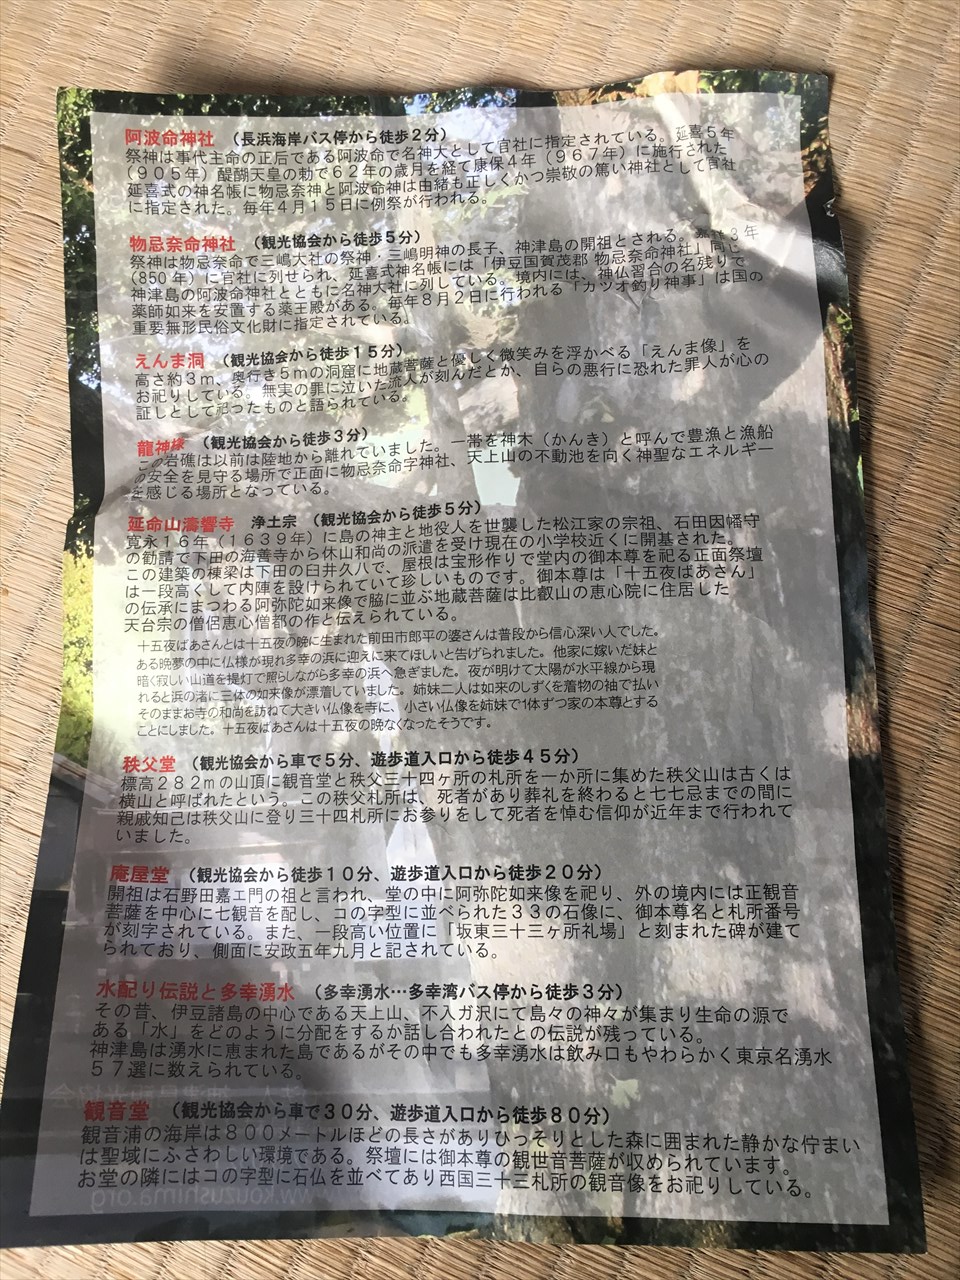 阿波命神社 （長浜海岸バス停から徒歩２分）
祭神は事代主命の正后である阿波命で名神大として官社に指定されている。延喜５年
（９０５年）醍醐天皇の勅で６２年の歳月を経て康保４年（９６７年）に施行された
延喜式の神名帳に物忌奈神と阿波命神は由緒も正しくかつ崇敬の篤い神社として官社
に指定された。毎年４月１５日に例祭が行われる。
物忌奈命神社 （観光協会から徒歩５分）
祭神は物忌奈命で三嶋大社の祭神・三嶋明神の長子、神津島の開祖とされる。 ３年
(850年）に官社に列せられ、延喜式神名帳には「伊豆国賀茂郡 物忌奈命神社」同じ
神津島の阿波命神社とともに名神大社に列している。境内には、神仏習合の名残りで
薬師如来を安置する薬王殿がある。毎年８月２日に行われる「カツオ釣り神事」は国の
重要無形民俗文化財に指定されている。
えんま洞 （観光協会から徒歩１５分）
高さ約３ｍ、奥行き５ｍの洞窟に地蔵菩薩と優しく微笑みを浮かべる「えんま像」を
お祀りしている。無実の罪に泣いた流人が刻んだとか、自らの悪行に恐れた罪人が心の
証しとして祀ったものと語られている。
龍神 （観光協会から徒歩３分）
この岩礁は以前は陸地から離れていました。一帯を神木（かんき）と呼んで豊漁と漁船
の安全を見守る場所で正面に物忌奈命字神社、天上山の不動池を向く神聖なエネルギー
を感じる場所となっている。
延命山濤響寺 浄土宗 （観光協会から徒歩５分）
寛永１６年（１６３９年）に島の神主と地役人を世襲した松江家の宗祖、石田因幡守
の勧請で下田の海善寺から休山和尚の派遣を受け現在の小学校近くに開基された。
この建築の棟梁は下田の臼井久八で、屋根は宝形作りで堂内の御本尊を祀る正面祭壇
は一段高くして内陣を設けられていて珍しいものです。御本尊は「十五夜ばあさん」
の伝承にまつわる阿弥陀如来像で脇に並ぶ地蔵菩薩は比叡山の恵心院に住居した
天台宗の僧侶恵心僧都の作と伝えられている。
十五夜ばあさんとは十五夜の晩に生まれた前田市郎平の婆さんは普段から信心深い人でした。
ある晩夢の中に仏様が現れ多幸の浜に迎えに来てほしいと告げられました。他家に嫁いだ妹と
暗く寂しい山道を提灯で照らしながら多幸の浜へ急ぎました。夜が明けて太陽が水平線から現
れると浜の渚に三体の如来像が漂着していました。姉妹二人は如来のしずくを着物の袖で払い
そのままお寺の和尚を訪ねて大きい仏像を寺に、小さい仏像を姉妹で1体ずつ家の本尊とする
ことにしました。十五夜ばあさんは十五夜の晩なくなったそうです。
秩父堂 （観光協会から車で５分、遊歩道入口から徒歩４５分）
標高２８２ｍの山頂に観音堂と秩父三十四ヶ所の札所を一か所に集めた秩父山は古くは
横山と呼ばれたという。この秩父札所は、死者があり葬礼を終わると七七忌までの間に
親戚知己は秩父山に登り三十四札所にお参りをして死者を悼む信仰が近年まで行われて
いました。
庵屋堂 （観光協会から徒歩１０分、遊歩道入口から徒歩２０分）
開祖は石野田嘉エ門の祖と言われ、堂の中に阿弥陀如来像を祀り、外の境内には正観音
菩薩を中心に七観音を配し、コの字型に並べられた３３の石像に、御本尊名と札所番号
が刻字されている。また、一段高い位置に「坂東三十三ヶ所礼場」と刻まれた碑が建て
られており、側面に安政五年九月と記されている。
水配り伝説と多幸湧水 （多幸湧水…多幸湾バス停から徒歩３分）
その昔、伊豆諸島の中心である天上山、不入ガ沢にて島々の神々が集まり生命の源で
ある「水」をどのように分配をするか話し合われたとの伝説が残っている。
神津島は湧水に恵まれた島であるがその中でも多幸湧水は飲み口もやわらかく東京名湧水
５７選に数えられている。
観音堂 （観光協会から車で３０分、遊歩道入口から徒歩８０分）
観音浦の海岸は８００メートルほどの長さがありひっそりとした森に囲まれた静かな佇まい
は聖域にふさわしい環境である。祭壇には御本尊の観世音菩薩が収められています。
お堂の隣にはコの字型に石仏を並べてあり西国三十三札所の観音像をお祀りしている。